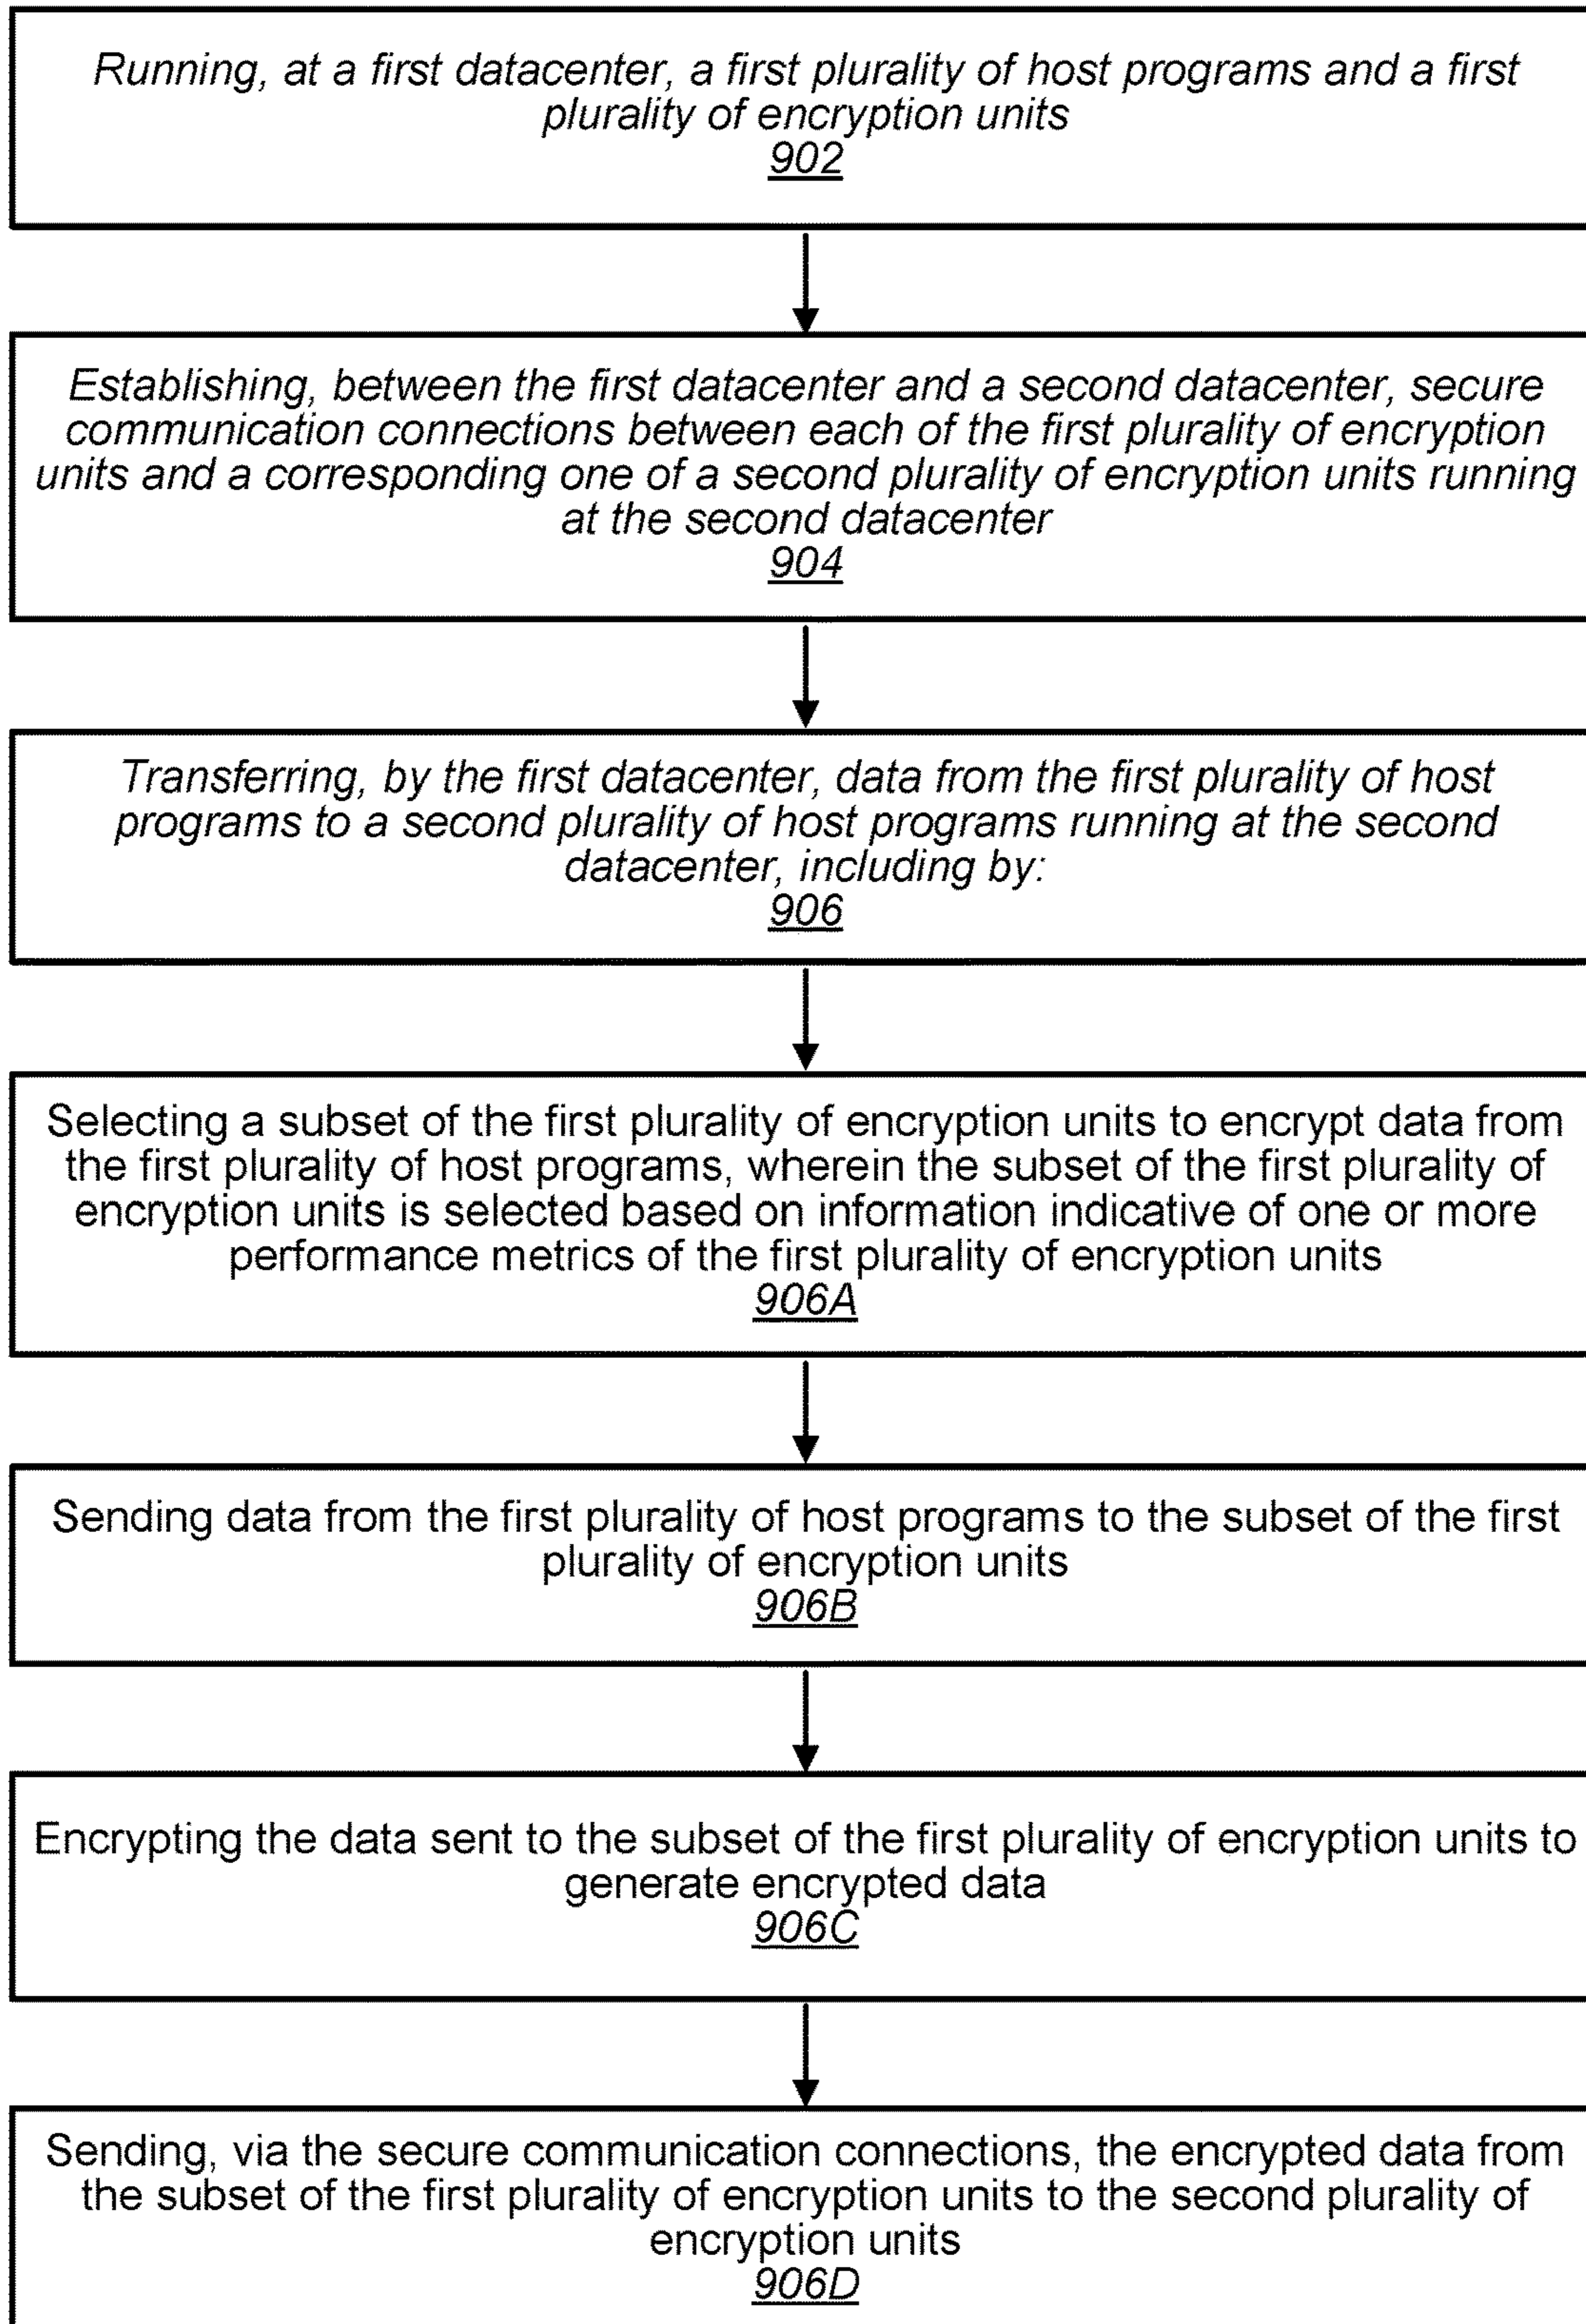 Running, at a first datacenter, a first plurality of host programs and a first
plurality of encryption units
902
Establishing, between the first datacenter and a second datacenter, secure
communication connections between each of the first plurality of encryption
units and a corresponding one of a second plurality of encryption units running
at the second datacenter
904
Transferring, by the first datacenter, data from the first plurality of host
programs to a second plurality of host programs running at the second
datacenter, including by:
906
Selecting a subset of the first plurality of encryption units to encrypt data from
the first plurality of host programs, wherein the subset of the first plurality of
encryption units is selected based on information indicative of one or more
performance metrics of the first plurality of encryption units
906A
Sending data from the first plurality of host programs to the subset of the first
plurality of encryption units
906B
Encrypting the data sent to the subset of the first plurality of encryption units to
generate encrypted data
906C
Sending, via the secure communication connections, the encrypted data from
the subset of the first plurality of encryption units to the second plurality of
encryption units
906D